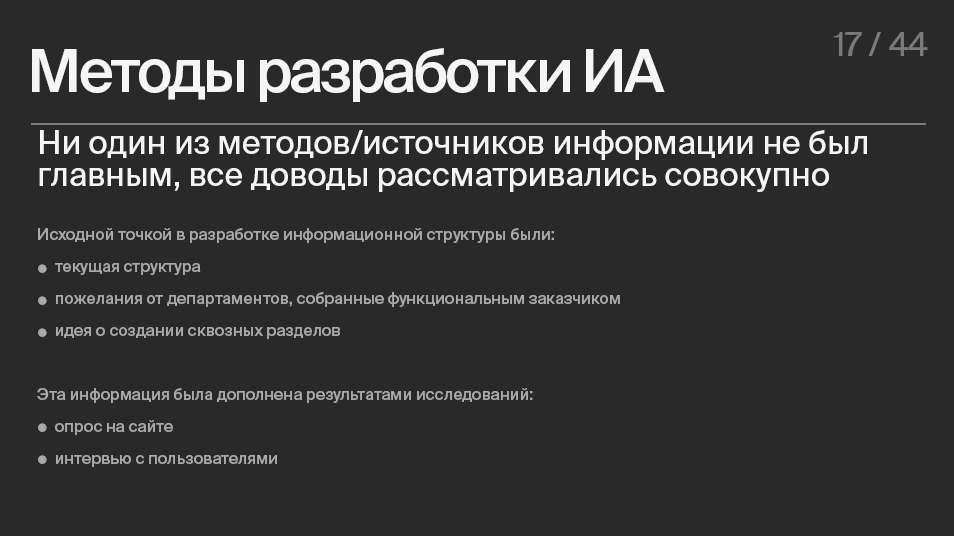 17 / 44
Методы разработки ИА
Ни один из методов/источников информации не был
главным, все доводы рассматривались совокупно
Исходной точкой в разработке информационной структуры были:
● текущая структура
● пожелания от департаментов, собранные функциональным заказчиком
● идея о создании сквозных разделов
Эта информация была дополнена результатами исследований:
● опрос на сайте
● интервью с пользователями